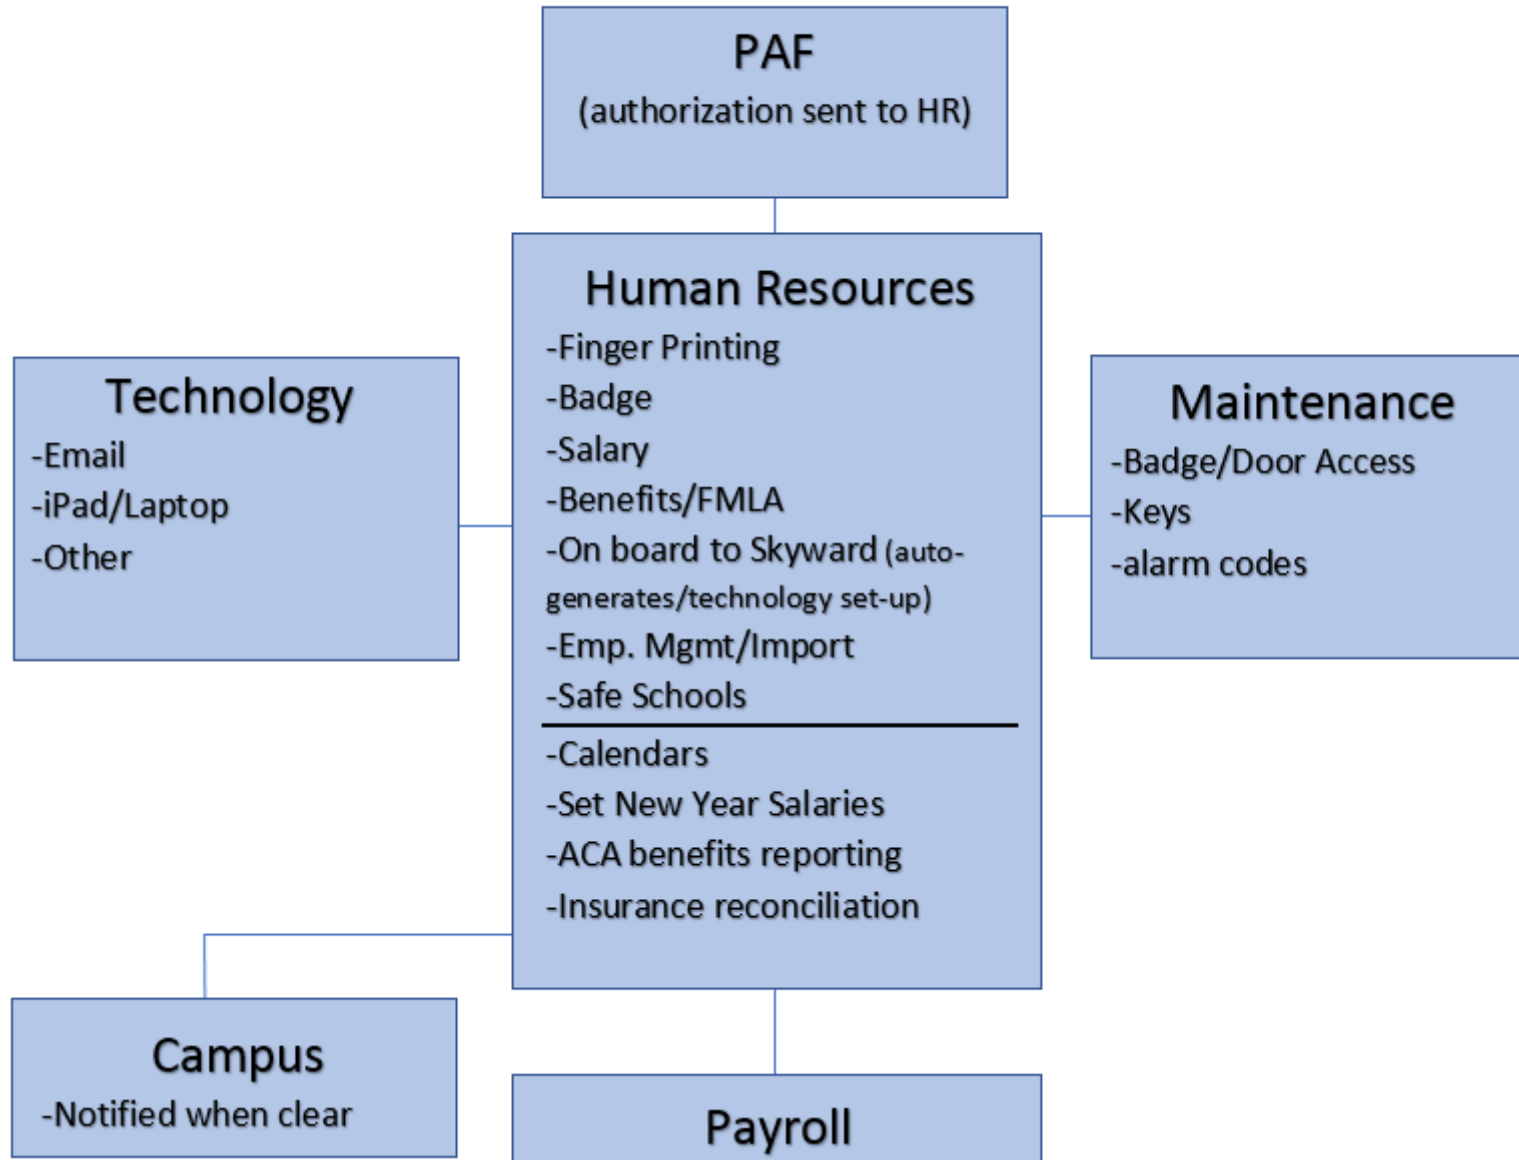 PAF
(authorization sent to HR)
Human Resources
-Finger Printing
-Badge
-Salary
-Benefits/FMLA
-On board to Skyward (auto-
generates/technology set-up)
-Emp. Mgmt/Import
-Safe Schools
-Calendars
-Set New Year Salaries
-ACA benefits reporting
-Insurance reconciliation
Technology
-Email
-iPad/Laptop
-Other
Maintenance
-Badge/Door Access
-Keys
-alarm codes
Campus
-Notified when clear
Payroll